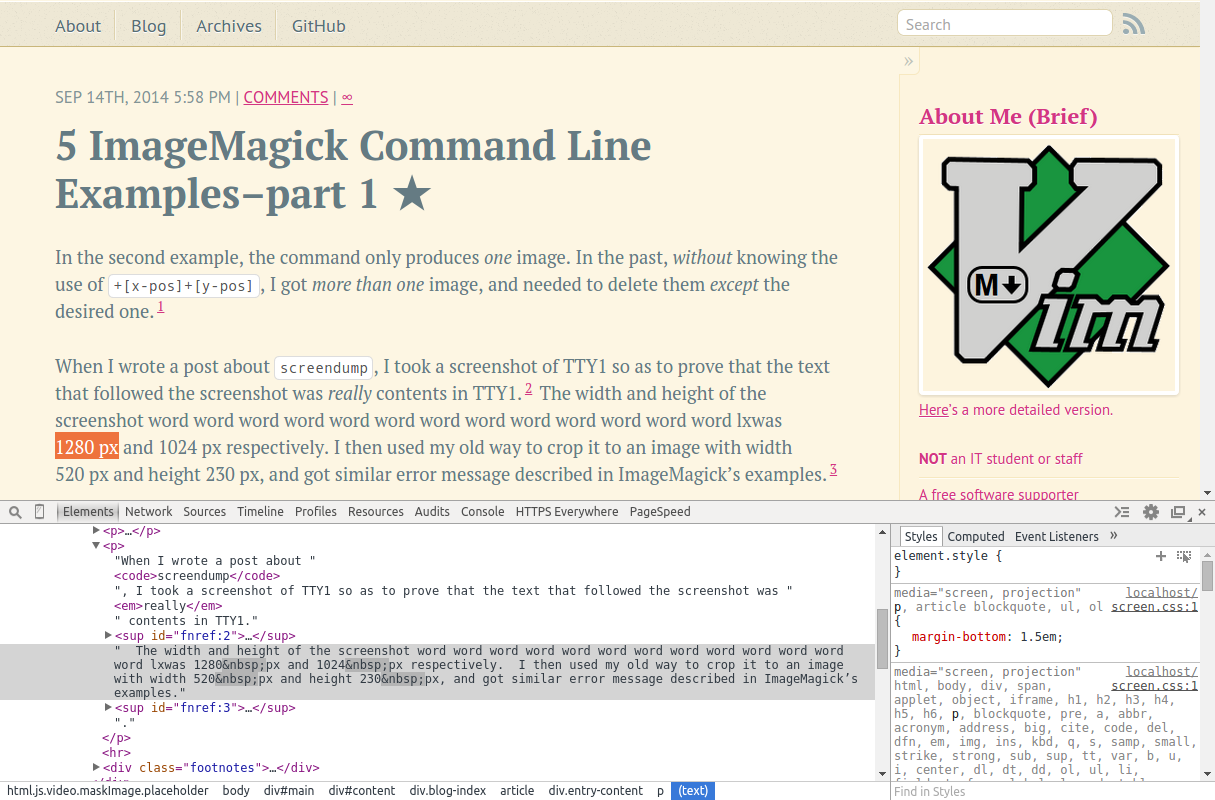 About Blog Archives GitHub Search
»
SEP 14TH, 2014 5:58 PM | COMMENTS | ∞
5 ImageMagick Command Line
Examples–part 1 ★
In the second example, the command only produces one image. In the past, without knowing the
use of +[x-pos]+[y-pos] , I got more than one image, and needed to delete them except the
desired one. 1
When I wrote a post about screendump , I took a screenshot of TTY1 so as to prove that the text
that followed the screenshot was really contents in TTY1. 2 The width and height of the
screenshot word word word word word word word word word word word word word lxwas
1280 px and 1024 px respectively. I then used my old way to crop it to an image with width
520 px and height 230 px, and got similar error message described in ImageMagick’s examples. 3
About Me (Brief)
M
Vim
Here's a more detailed version.
NOT an IT student or staff
A free software supporter
Elements Network Sources Timeline Profiles Resources Audits Console HTTPS Everywhere PageSpeed
<p>…</p>
<p>
"When I wrote a post about "
<code>screendump</code>
", I took a screenshot of TTY1 so as to prove that the text that followed the screenshot was "
<em>really</em>
" contents in TTY1."
<sup id="fnref:2">…</sup>
"  The width and height of the screenshot word word word word word word word word word word word word
word lxwas 1280&nbsp;px and 1024&nbsp;px respectively.  I then used my old way to crop it to an image
with width 520&nbsp;px and height 230&nbsp;px, and got similar error message described in ImageMagick’s
examples."
<sup id="fnref:3">…</sup>
"."
</p>
<hr>
<div class="footnotes">…</div>
</div>
Styles Computed Event Listeners »
element.style {
}
media="screen, projection" localhost/
p, article blockquote, ul, ol screen.css:1
{
margin-bottom: 1.5em;
}
media="screen, projection" localhost/
html, body, div, span, screen.css:1
applet, object, iframe, h1, h2, h3, h4,
h5, h6, p, blockquote, pre, a, abbr,
acronym, address, big, cite, code, del,
dfn, em, img, ins, kbd, q, s, samp, small,
strike, strong, sub, sup, tt, var, b, u,
i, center, dl, dt, dd, ol, ul, li,
html.js.video.maskImage.placeholder body div#main div#content div.blog-index article div.entry-content p (text)
Find in Styles